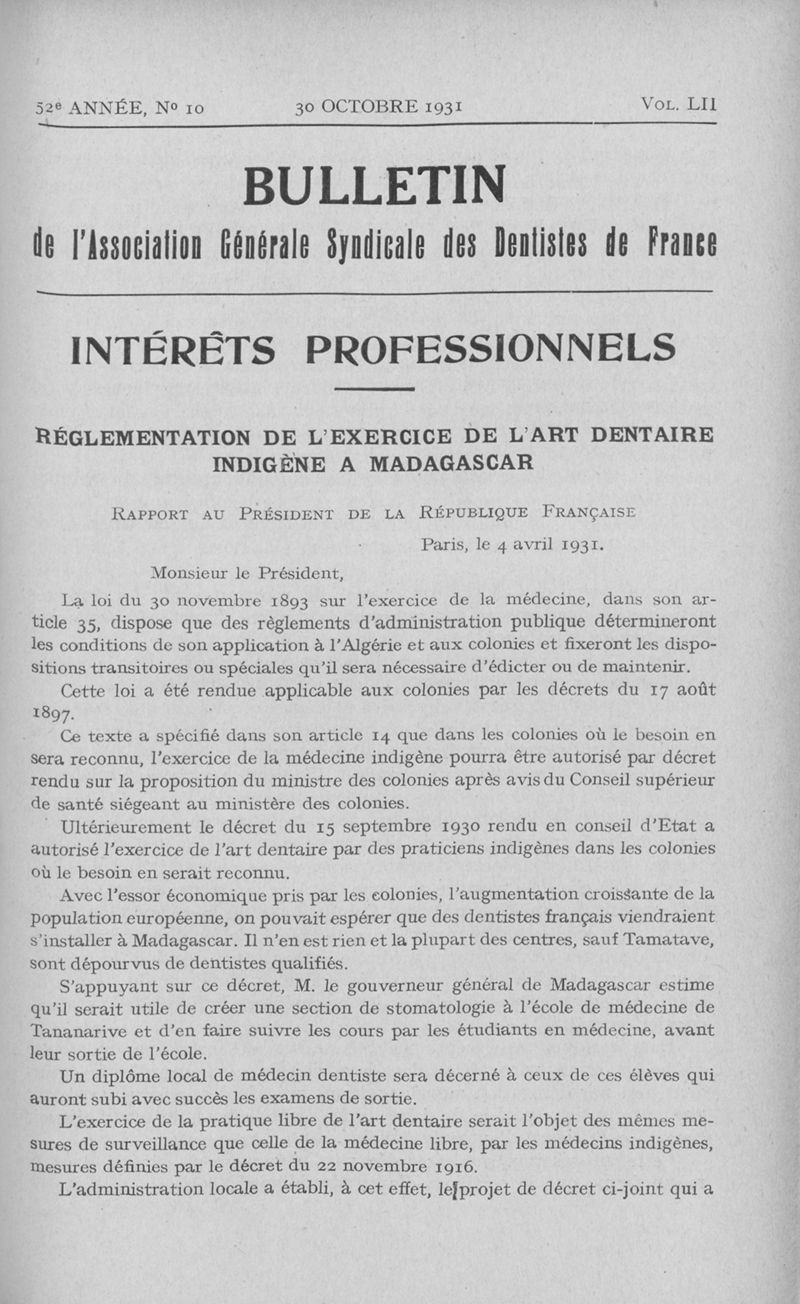 52e ANNÉE, No 10 30 OCTOBRE 1931 VOL. LII
BULLETIN
de l'Association Générale Syndicale des Dentistes de France
INTÉRÊTS PROFESSIONNELS
RÉGLEMENTATION DE L'EXERCICE DE L'ART DENTAIRE
INDIGÈNE A MADAGASCAR
RAPPORT AU PRÉSIDENT DE LA RÉPUBLIQUE FRANÇAISE
Paris, le 4 avril 1931.
Monsieur le Président,
La loi du 30 novembre 1893 sur l'exercice de la médecine, dans son ar-
ticle 35, dispose que des règlements d'administration publique détermineront
les conditions de son application à l'Algérie et aux colonies et fixeront les dispo-
sitions transitoires ou spéciales qu'il sera nécessaire d'édicter ou de maintenir.
Cette loi a été rendue applicable aux colonies par les décrets du 17 août
1897.
Ce texte a spécifié dans son article 14 que dans les colonies où le besoin en
sera reconnu, l'exercice de la médecine indigène pourra être autorisé par décret
rendu sur la proposition du ministre des colonies après avis du Conseil supérieur
de santé siégeant au ministère des colonies.
Ultérieurement le décret du 15 septembre 1930 rendu en conseil d'Etat a
autorisé l'exercice de l'art dentaire par des praticiens indigènes dans les colonies
où le besoin en serait reconnu.
Avec l'essor économique pris par les colonies, l'augmentation croissante de la
population européenne, on pouvait espérer que des dentistes français viendraient
s'installer à Madagascar. Il n'en est rien et la plupart des centres, sauf Tamatave,
sont dépourvus de dentistes qualifiés.
S'appuyant sur ce décret, M. le gouverneur général de Madagascar estime
qu'il serait utile de créer une section de stomatologie à l'école de médecine de
Tananarive et d'en faire suivre les cours par les étudiants en médecine, avant
leur sortie de l'école.
Un diplôme local de médecin dentiste sera décerné à ceux de ces élèves qui
auront subi avec succès les examens de sortie.
L'exercice de la pratique libre de l'art dentaire serait l'objet des mêmes me-
sures de surveillance que celle de la médecine libre, par les médecins indigènes,
mesures définies par le décret du 22 novembre 1916.
L'administration locale a établi, à cet effet, le projet de décret ci-joint qui a